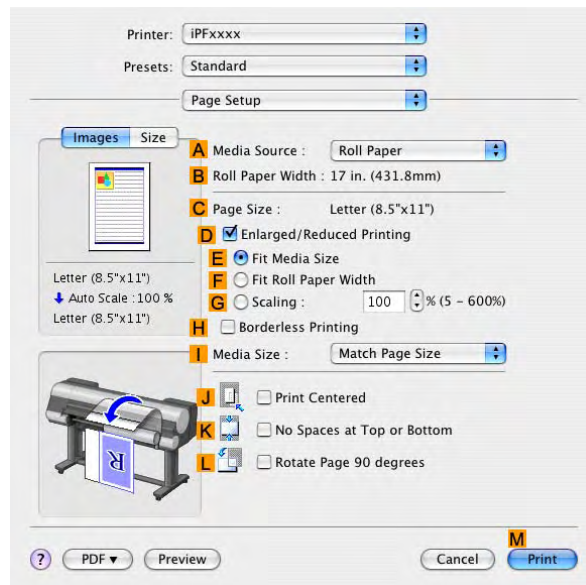 Printer: iPFxxxx
Presets: Standard
Page Setup
Images Size
A Media Source : Roll Paper
B Roll Paper Width : 17 in. (431.8mm)
C Page Size : Letter (8.5"x11")
D Enlarged/Reduced Printing
E Fit Media Size
F Fit Roll Paper Width
G Scaling : 100 % (5 - 600%)
H Borderless Printing
I Media Size : Match Page Size
Letter (8.5"x11")
Auto Scale :100 %
Letter (8.5"x11")
J Print Centered
K No Spaces at Top or Bottom
L Rotate Page 90 degrees
R
M
? PDF▼ Preview Cancel Print